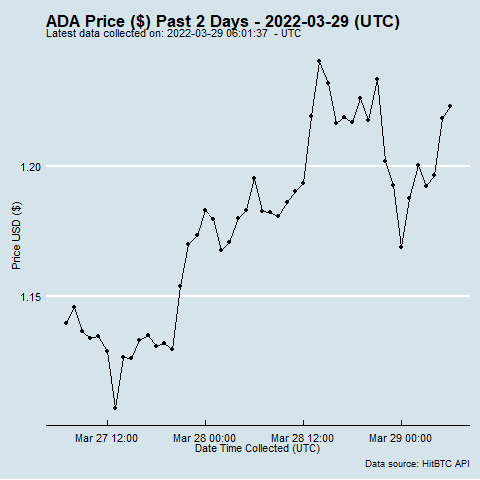 ADA Price ($) Past 2 Days - 2022-03-29 (UTC)
Latest data collected on: 2022-03-29 06:01:37  - UTC
1.20
1.15
Price USD ($)
Mar 27 12:00 Mar 28 00:00 Mar 28 12:00 Mar 29 00:00
Date Time Collected (UTC)
Data source: HitBTC API